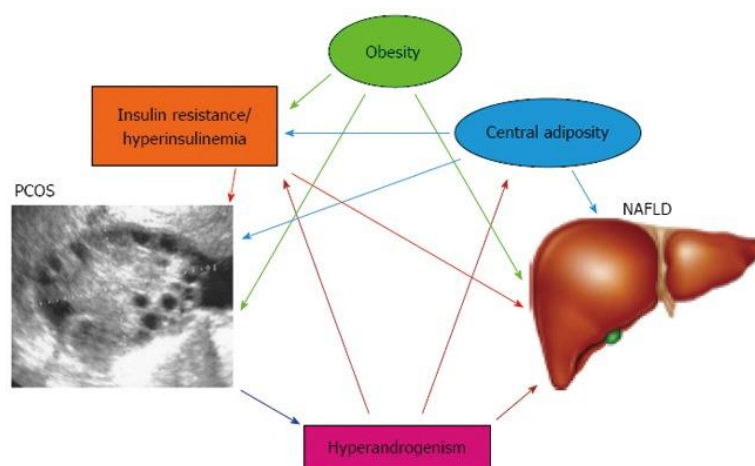 Obesity
Insulin resistance/
hyperinsulinemia
Central adiposity
PCOS
NAFLD
Hyperandrogenism